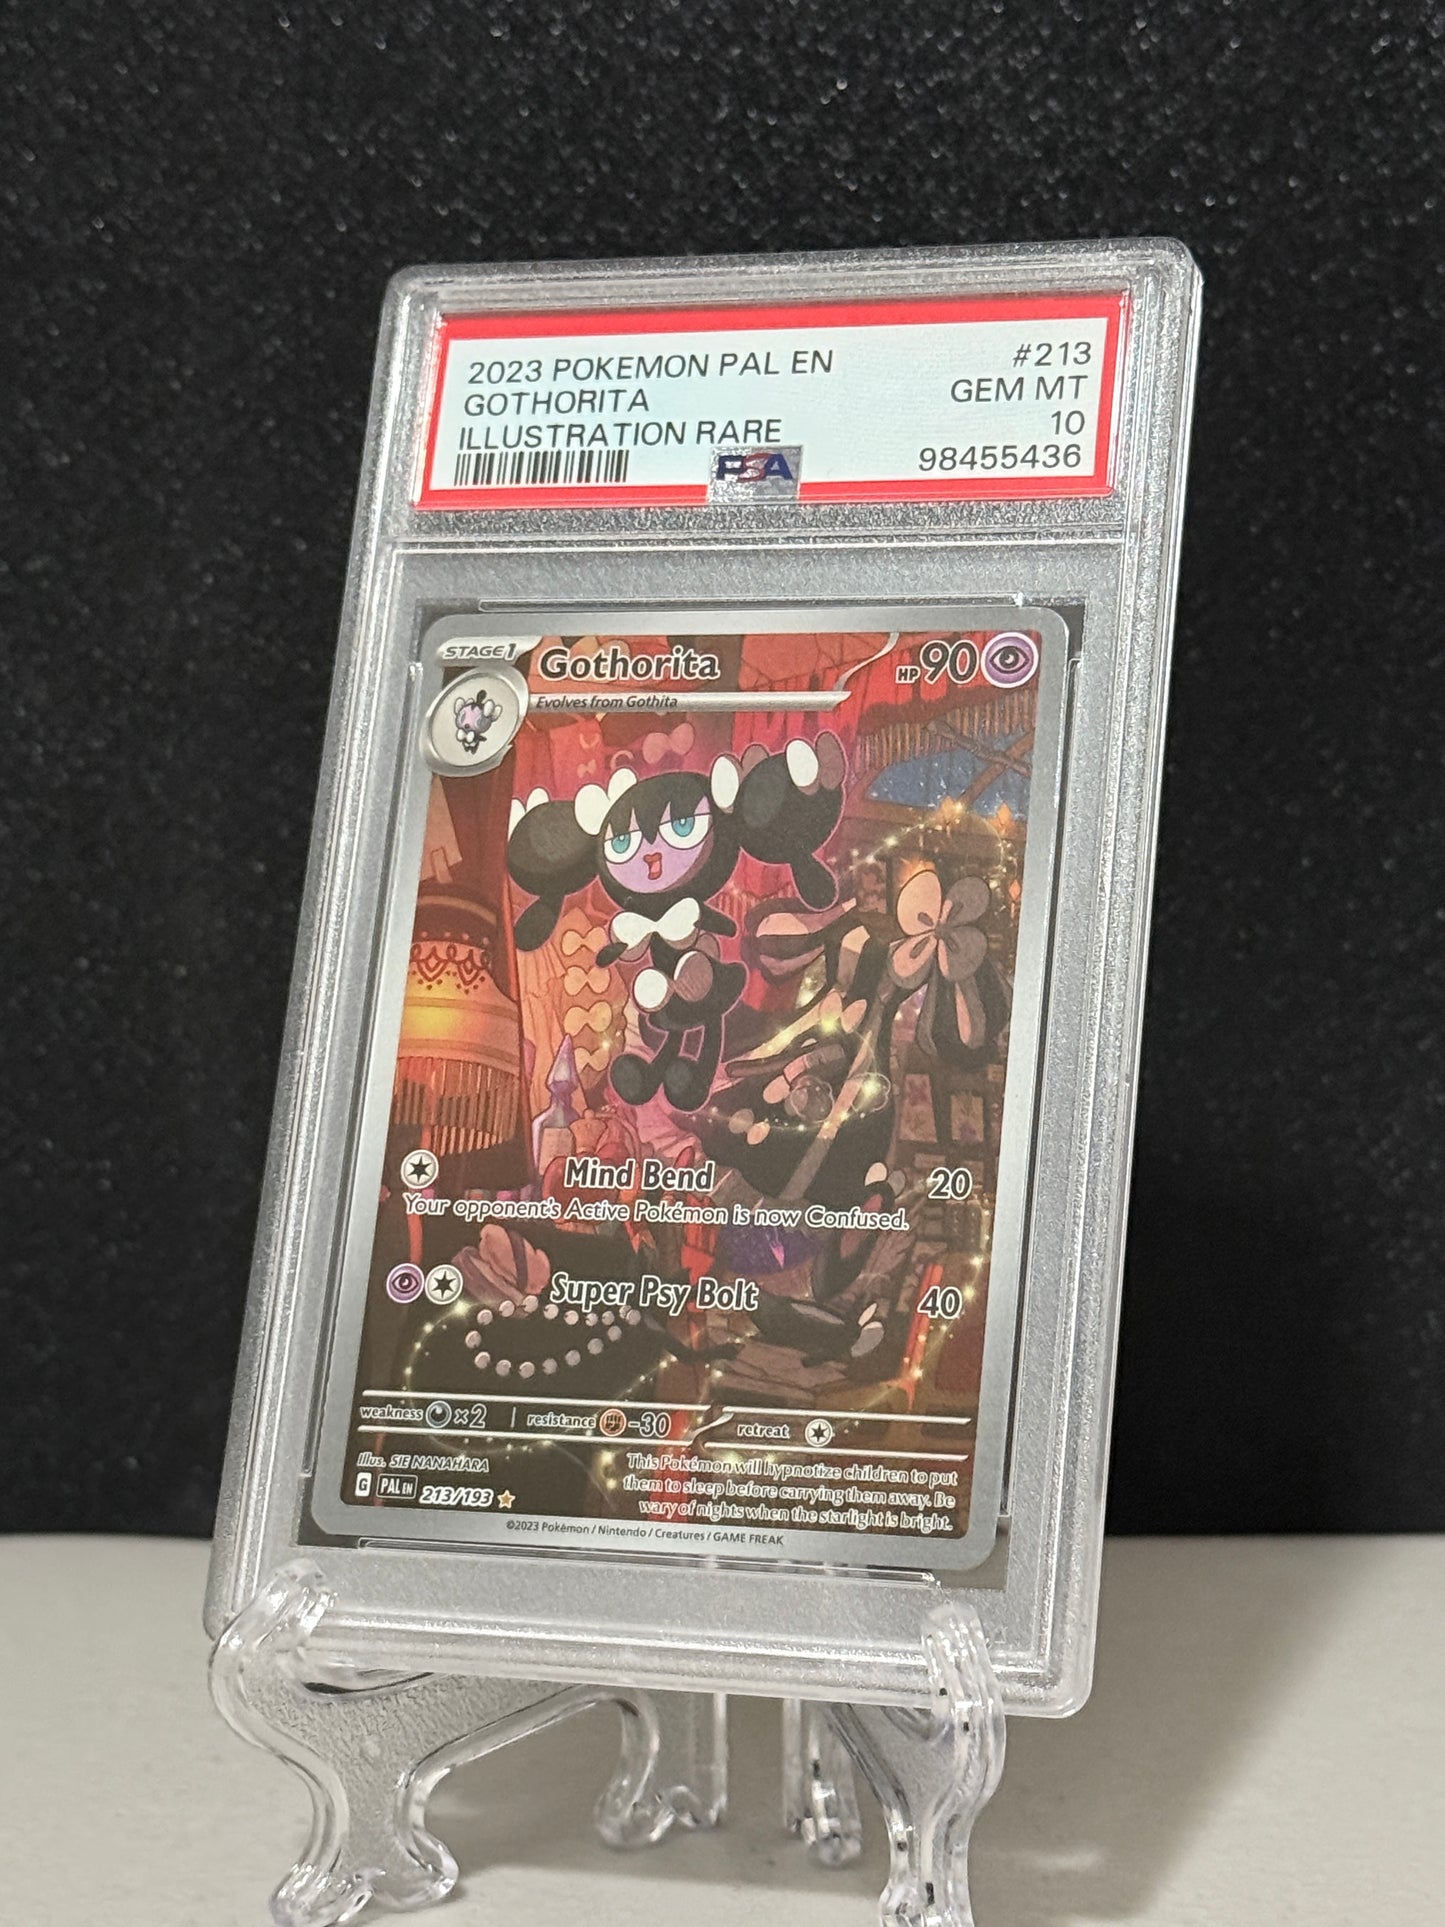 2023 POKEMON PAL EN #213
GOTHORITA GEM MT
ILLUSTRATION RARE 10
PSA 98455436
STAGE1 Gothorita HP90
Evolves from Gothita
Mind Bend 20
Your opponent's Active Pokémon is now Confused.
Super Psy Bolt 40
weakness ×2 resistance -30 retreat
Illus. SIE NANAHARA
This Pokémon will hypnotize children to put
them to sleep before carrying them away. Be
wary of nights when the starlight is bright.
G PAL EN 213/193
©2023 Pokémon / Nintendo / Creatures / GAME FREAK